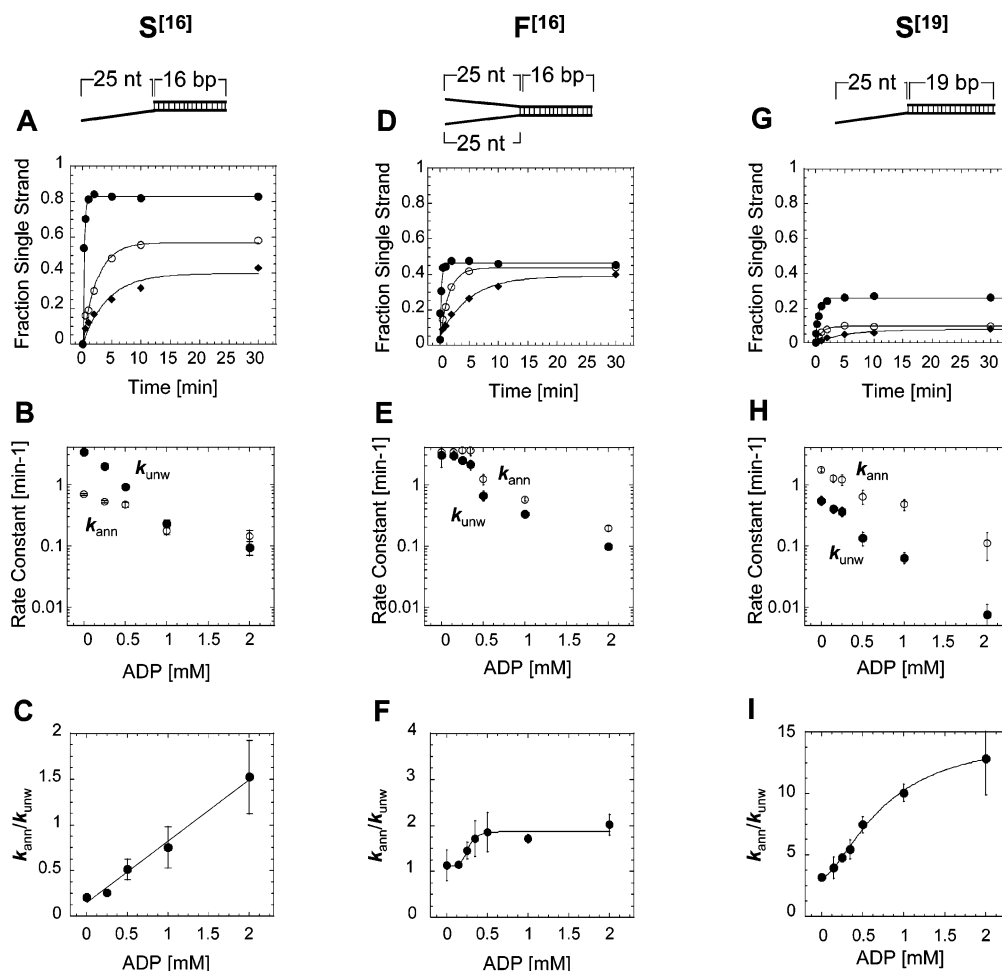 S[16]
F[16]
S[19]
25 nt 16 bp
25 nt 16 bp
25 nt 19 bp
A
D
G
25 nt
Fraction Single Strand
1
0.8
0.6
0.4
0.2
0
0 5 10 15 20 25 30
Time [min]
Fraction Single Strand
1
0.8
0.6
0.4
0.2
0
0 5 10 15 20 25 30
Time [min]
Fraction Single Strand
1
0.8
0.6
0.4
0.2
0
0 5 10 15 20 25 30
Time [min]
B
Rate Constant [min-1]
1
0.1
0.01
kunw
kann
0 0.5 1 1.5 2
ADP [mM]
E
Rate Constant [min-1]
1
0.1
0.01
kann
kunw
0 0.5 1 1.5 2
ADP [mM]
H
Rate Constant [min-1]
1
0.1
0.01
kann
kunw
0 0.5 1 1.5 2
ADP [mM]
C
kann/kunw
2
1.5
1
0.5
0
0 0.5 1 1.5 2
ADP [mM]
F
kann/kunw
4
3
2
1
0
0 0.5 1 1.5 2
ADP [mM]
I
kann/kunw
15
10
5
0
0 0.5 1 1.5 2
ADP [mM]